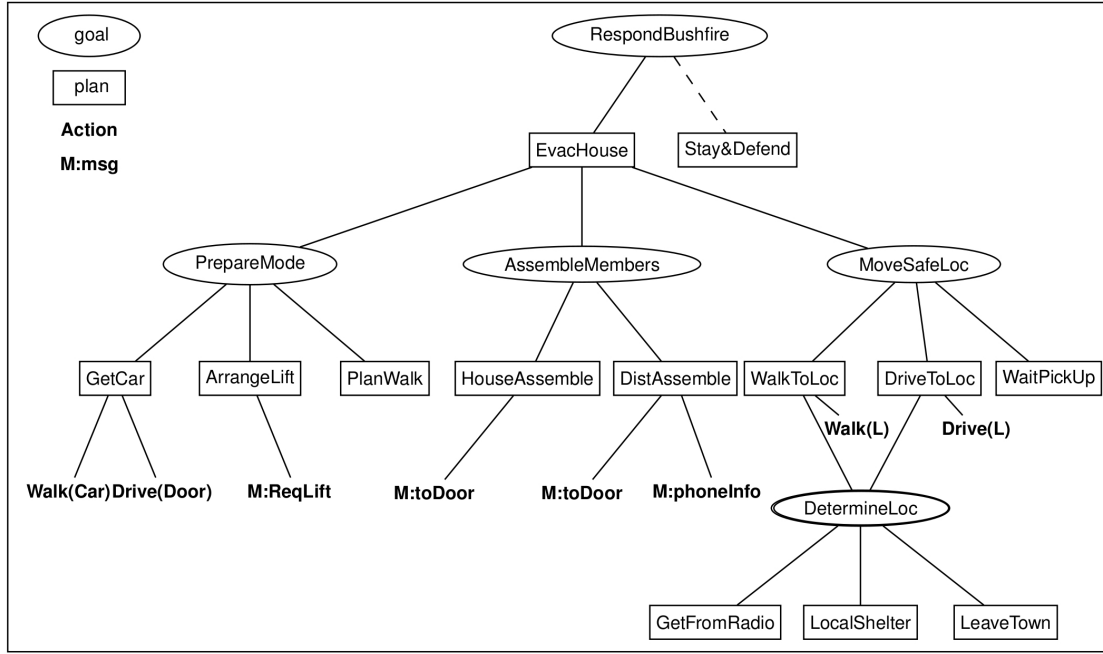 goal
RespondBushfire
plan
Action
EvacHouse
Stay&Defend
M:msg
PrepareMode
AssembleMembers
MoveSafeLoc
GetCar
ArrangeLift
PlanWalk
HouseAssemble
DistAssemble
WalkToLoc
DriveToLoc
WaitPickUp
Walk(L)
Drive(L)
Walk(Car)
Drive(Door)
M:ReqLift
M:toDoor
M:toDoor
M:phoneInfo
DetermineLoc
GetFromRadio
LocalShelter
LeaveTown